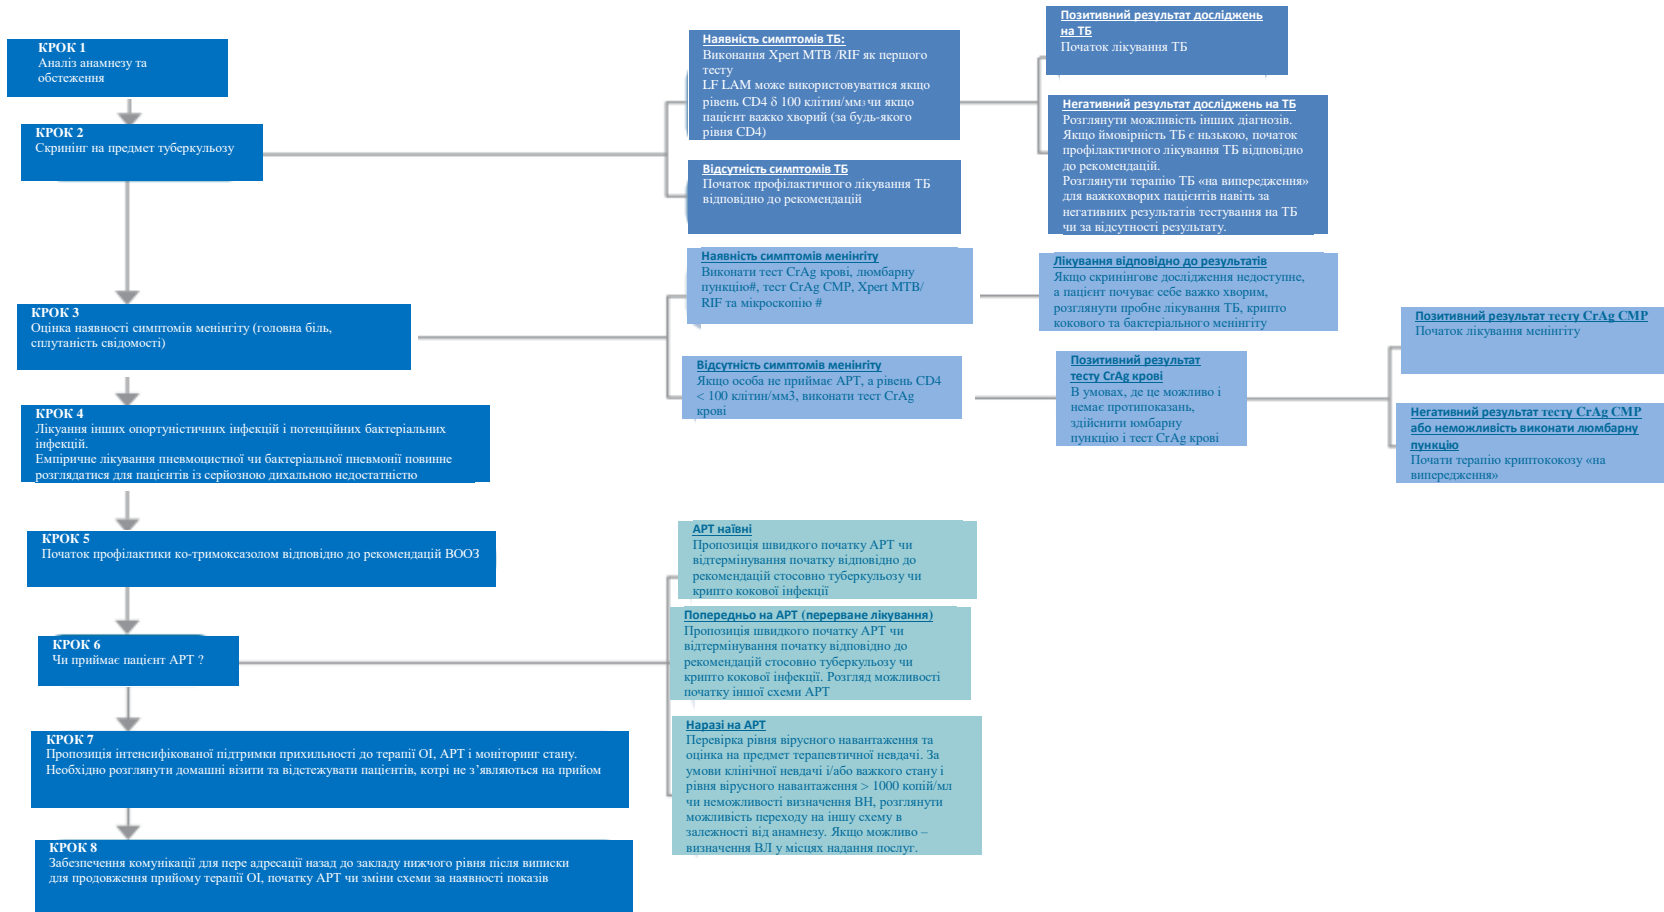 КРОК 1
Аналіз анамнезу та
обстеження
КРОК 2
Скринінг на предмет туберкульозу
Наявність симптомів ТБ:
Виконання Xpert MTB /RIF як першого
тесту
LF LAM може використовуватися якщо
рівень CD4 δ 100 клітин/мм3 чи якщо
пацієнт важко хворий (за будь-якого
рівня CD4)
Відсутність симптомів ТБ
Початок профілактичного лікування ТБ
відповідно до рекомендацій
Позитивний результат досліджень
на ТБ
Початок лікування ТБ
Негативний результат досліджень на ТБ
Розглянути можливість інших діагнозів.
Якщо ймовірність ТБ є ньзькою, початок
профілактичного лікування ТБ відповідно
до рекомендацій.
Розглянути терапію ТБ «на випередження»
для важкохворих пацієнтів навіть за
негативних результатів тестування на ТБ
чи за відсутності результату.
КРОК 3
Оцінка наявності симптомів менінгіту (головна біль,
сплутаність свідомості)
Наявність симптомів менінгіту
Виконати тест CrAg крові, люмбарну
пункцію#, тест CrAg СМР, Xpert MTB/
RIF та мікроскопію #
Відсутність симптомів менінгіту
Якщо особа не приймає АРТ, а рівень CD4
< 100 клітин/мм3, виконати тест CrAg
крові
Лікування відповідно до результатів
Якщо скринінгове дослідження недоступне,
а пацієнт почуває себе важко хворим,
розглянути пробне лікування ТБ, крипто
кокового та бактеріального менінгіту
Позитивний результат
тесту CrAg крові
В умовах, де це можливо і
немає протипоказань,
здійснити юмбарну
пункцію і тест CrAg крові
Позитивний результат тесту CrAg СМР
Початок лікування менінгіту
Негативний результат тесту CrAg СМР
або неможливість виконати люмбарну
пункцію
Почати терапію криптококозу «на
випередження»
КРОК 4
Лікуання інших опортуністичних інфекцій і потенційних бактеріальних
інфекцій.
Емпіричне лікування пневмоцистної чи бактеріальної пневмонії повинне
розглядатися для пацієнтів із серйозною дихальною недостатністю
КРОК 5
Початок профілактики ко-тримоксазолом відповідно до рекомендацій ВООЗ
КРОК 6
Чи приймає пацієнт АРТ ?
АРТ наївні
Пропозиція швидкого початку АРТ чи
відтермінування початку відповідно до
рекомендацій стосовно туберкульозу чи
крипто кокової інфекції
Попередньо на АРТ (перерване лікування)
Пропозиція швидкого початку АРТ чи
відтермінування початку відповідно до
рекомендацій стосовно туберкульозу чи
крипто кокової інфекції. Розгляд можливості
початку іншої схеми АРТ
Наразі на АРТ
Перевірка рівня вірусного навантаження та
оцінка на предмет терапевтичної невдачі. За
умови клінічної невдачі і/або важкого стану і
рівня вірусного навантаження > 1000 копій/мл
чи неможливості визначення ВН, розглянути
можливість переходу на іншу схему в
залежності від анамнезу. Якщо можливо –
визначення ВЛ у місцях надання послуг.
КРОК 7
Пропозиція інтенсифікованої підтримки прихильності до терапії ОІ, АРТ і моніторинг стану.
Необхідно розглянути домашні візити та відстежувати пацієнтів, котрі не з’являються на прийом
КРОК 8
Забезпечення комунікації для пере адресації назад до закладу нижчого рівня після виписки
для продовження прийому терапії ОІ, початку АРТ чи зміни схеми за наявності показів